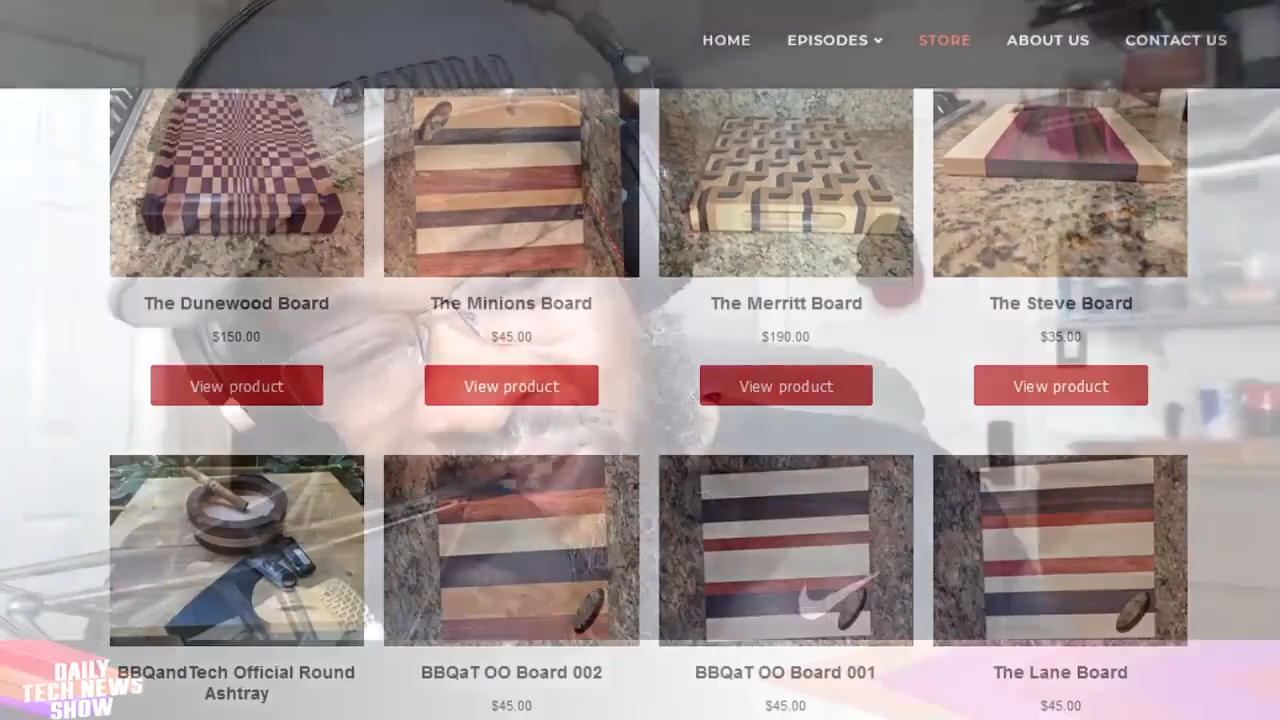 HOME EPISODES STORE ABOUT US CONTACT US
BIGXDDAD
The Dunewood Board The Minions Board The Merritt Board The Steve Board
$150.00 $45.00 $190.00 $35.00
View product View product View product View product
BBQandTech Official Round BBQaT OO Board 002 BBQaT OO Board 001 The Lane Board
Ashtray
$45.00 $45.00 $45.00
DAILY
TECH NEWS
SHOW